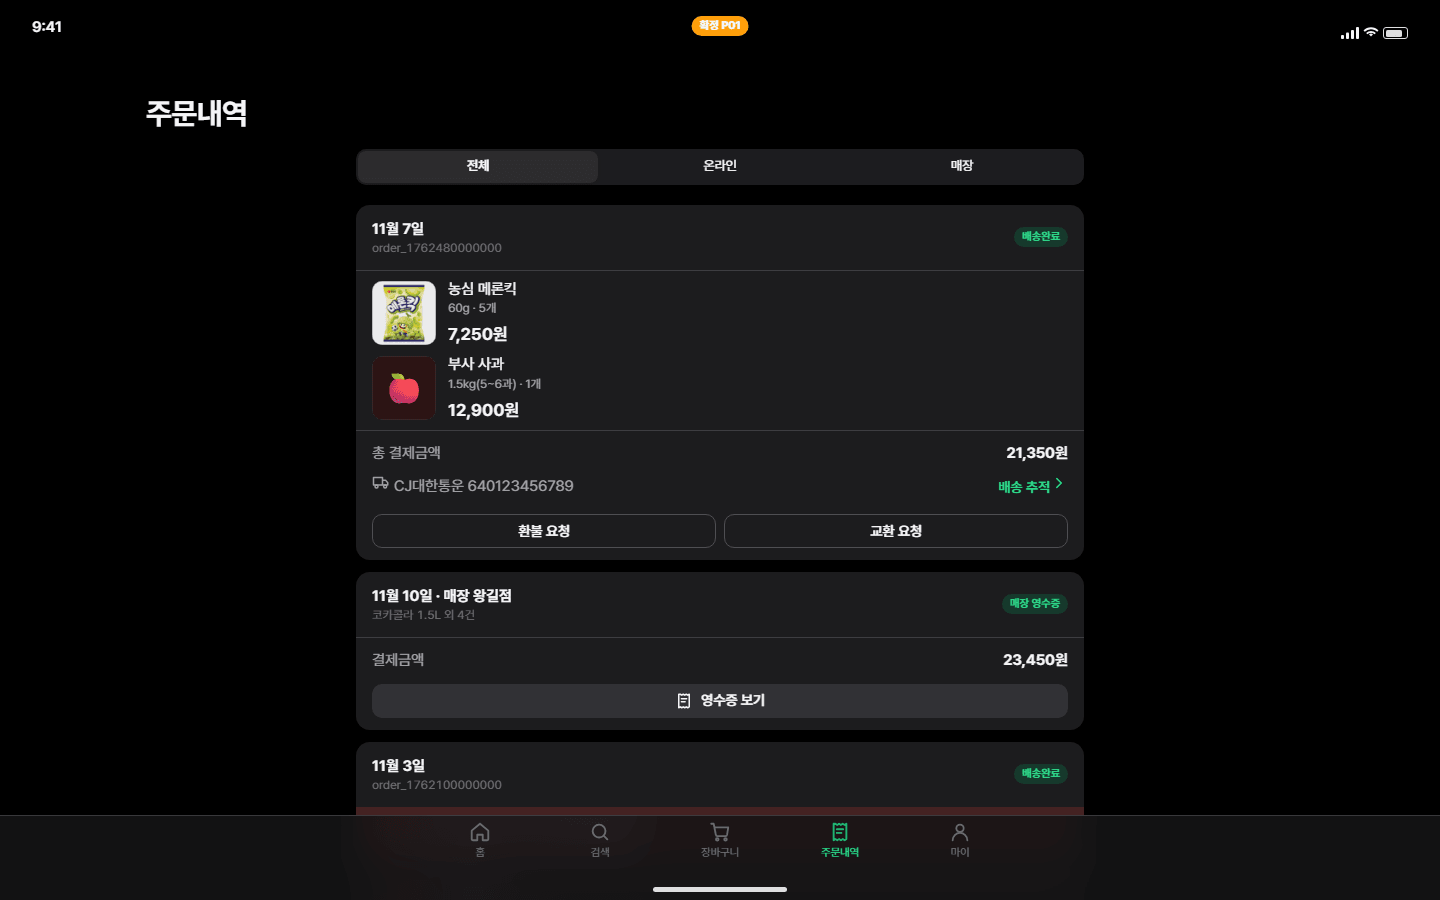 9:41
확정 P01
주문내역
전체
온라인
매장
11월 7일
order_1762480000000
배송완료
농심 메론킥
60g · 5개
7,250원
부사 사과
1.5kg(5~6과) · 1개
12,900원
총 결제금액
21,350원
CJ대한통운 640123456789
배송 추적
환불 요청
교환 요청
11월 10일 · 매장 왕길점
코카콜라 1.5L 외 4건
매장 영수증
결제금액
23,450원
영수증 보기
11월 3일
order_1762100000000
배송완료
홈
검색
장바구니
주문내역
마이